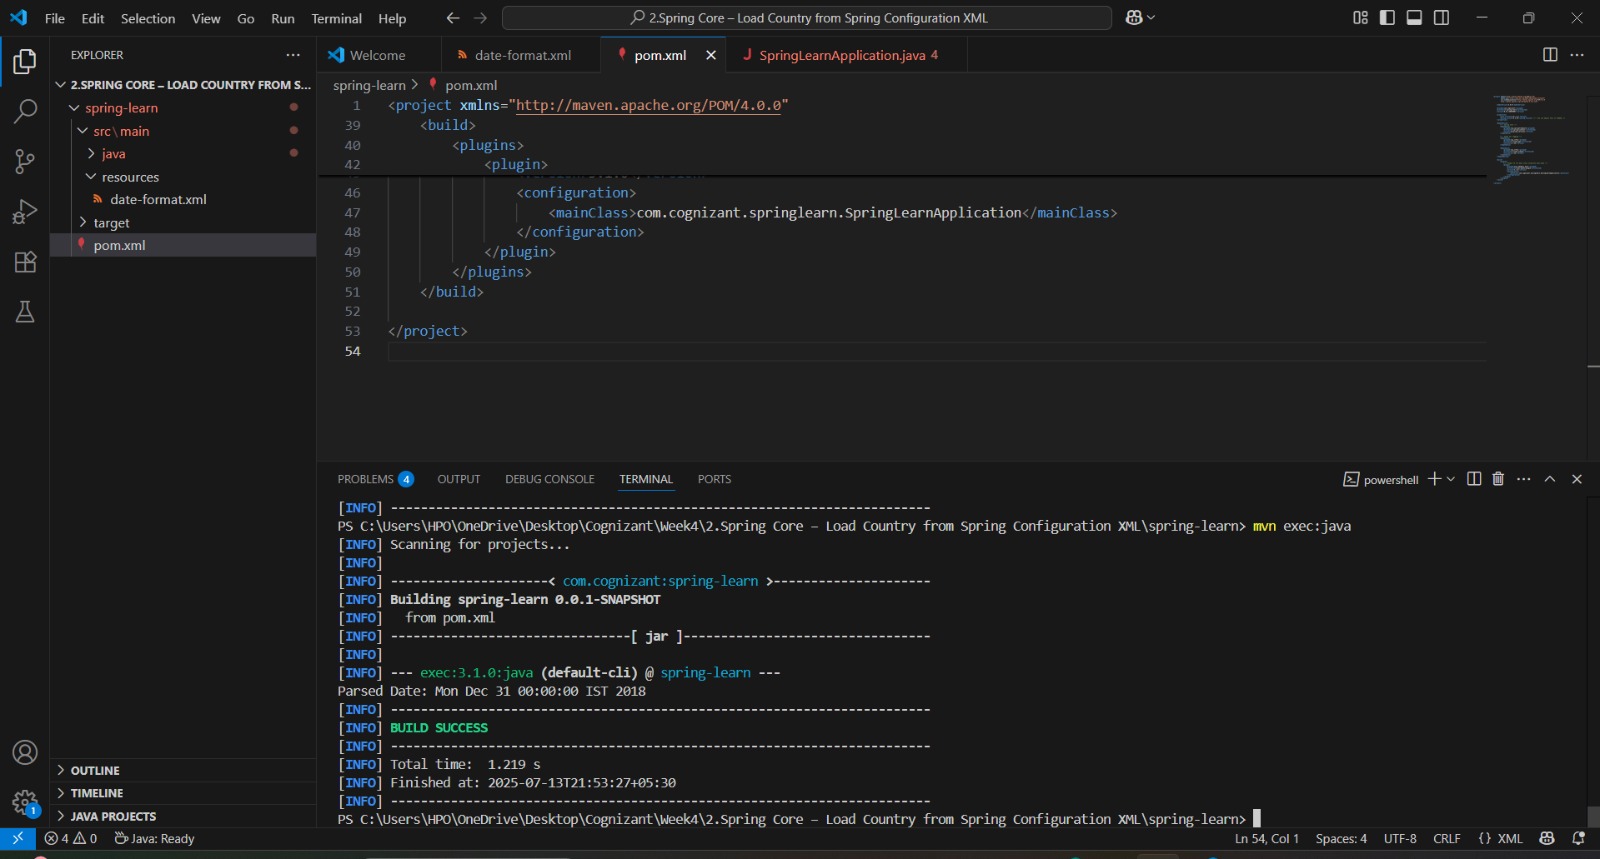 File Edit Selection View Go Run Terminal Help
2.Spring Core – Load Country from Spring Configuration XML
EXPLORER
2.SPRING CORE – LOAD COUNTRY FROM S...
spring-learn
src\main
java
resources
date-format.xml
target
pom.xml
OUTLINE
TIMELINE
JAVA PROJECTS
Welcome date-format.xml pom.xml SpringLearnApplication.java 4
spring-learn > pom.xml
1 <project xmlns="http://maven.apache.org/POM/4.0.0"
39 <build>
40 <plugins>
42 <plugin>
46 <configuration>
47 <mainClass>com.cognizant.springlearn.SpringLearnApplication</mainClass>
48 </configuration>
49 </plugin>
50 </plugins>
51 </build>
52
53 </project>
54
PROBLEMS 4 OUTPUT DEBUG CONSOLE TERMINAL PORTS
powershell
[INFO] ------------------------------------------------------------------------
PS C:\Users\HPO\OneDrive\Desktop\Cognizant\Week4\2.Spring Core – Load Country from Spring Configuration XML\spring-learn> mvn exec:java
[INFO] Scanning for projects...
[INFO]
[INFO] ---------------------< com.cognizant:spring-learn >---------------------
[INFO] Building spring-learn 0.0.1-SNAPSHOT
[INFO]   from pom.xml
[INFO] --------------------------------[ jar ]---------------------------------
[INFO]
[INFO] --- exec:3.1.0:java (default-cli) @ spring-learn ---
Parsed Date: Mon Dec 31 00:00:00 IST 2018
[INFO] ------------------------------------------------------------------------
[INFO] BUILD SUCCESS
[INFO] ------------------------------------------------------------------------
[INFO] Total time:  1.219 s
[INFO] Finished at: 2025-07-13T21:53:27+05:30
[INFO] ------------------------------------------------------------------------
PS C:\Users\HPO\OneDrive\Desktop\Cognizant\Week4\2.Spring Core – Load Country from Spring Configuration XML\spring-learn>
1
4 0 Java: Ready Ln 54, Col 1 Spaces: 4 UTF-8 CRLF {} XML